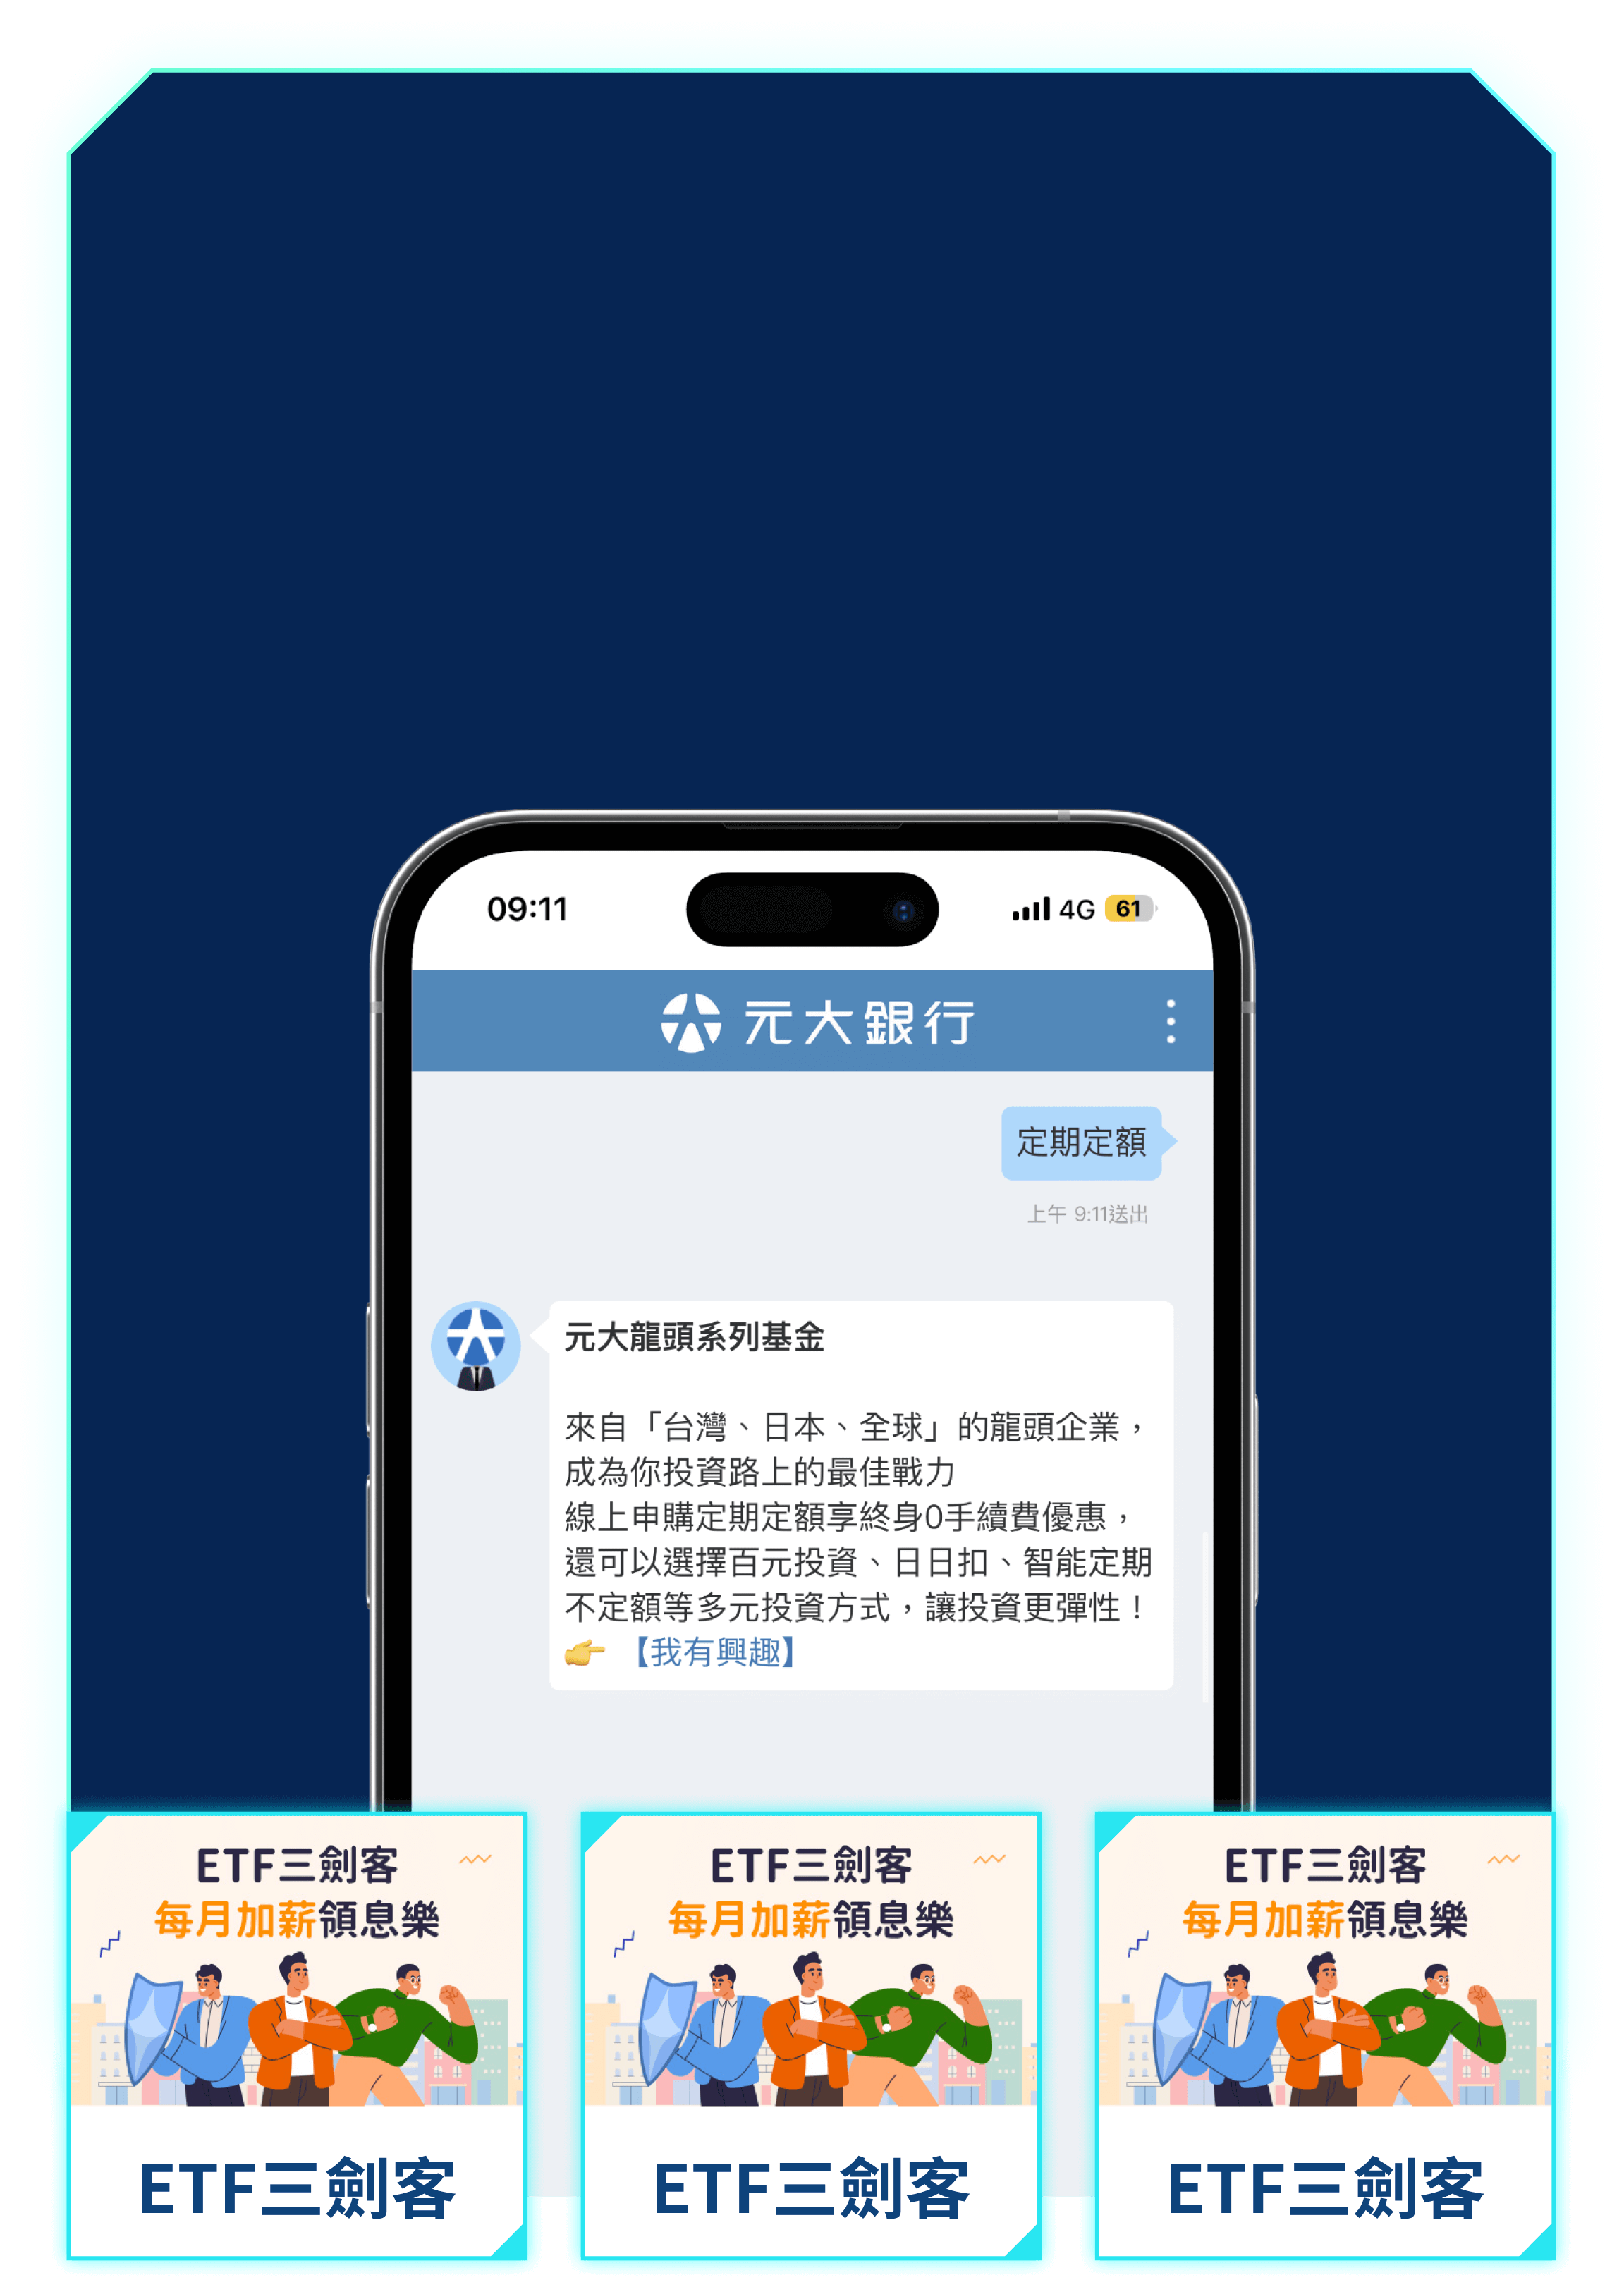 09:11
4G 61
元大銀行
定期定額
上午 9:11送出
元大龍頭系列基金
來自「台灣、日本、全球」的龍頭企業，
成為你投資路上的最佳戰力
線上申購定期定額享終身0手續費優惠，
還可以選擇百元投資、日日扣、智能定期
不定額等多元投資方式，讓投資更彈性！
👉 【我有興趣】
ETF三劍客
每月加薪領息樂
ETF三劍客
ETF三劍客
每月加薪領息樂
ETF三劍客
ETF三劍客
每月加薪領息樂
ETF三劍客